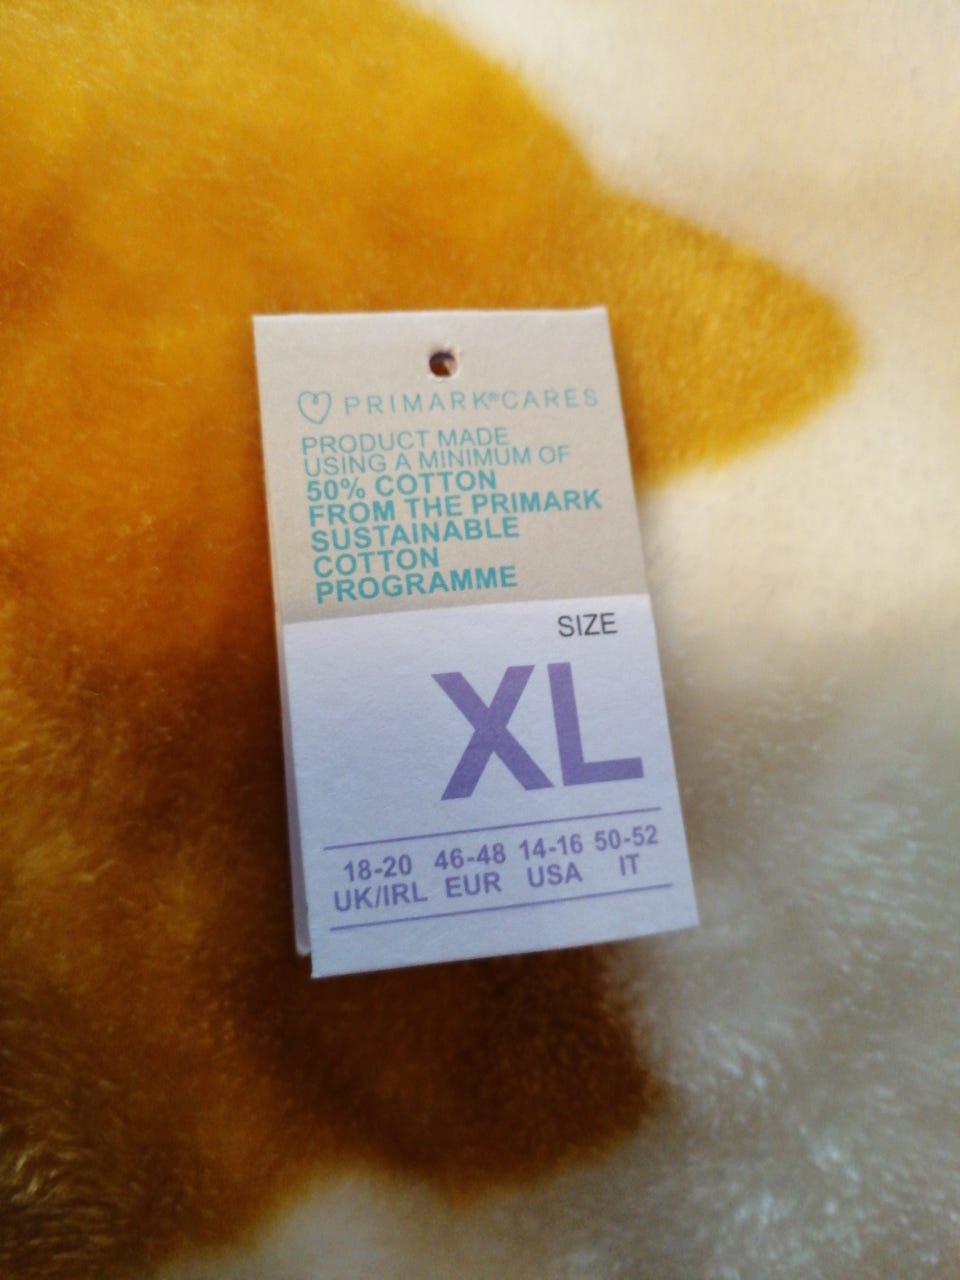 PRIMARK®CARES
PRODUCT MADE
USING A MINIMUM OF
50% COTTON
FROM THE PRIMARK
SUSTAINABLE
COTTON
PROGRAMME
SIZE
XL
18-20 46-48 14-16 50-52
UK/IRL EUR USA IT